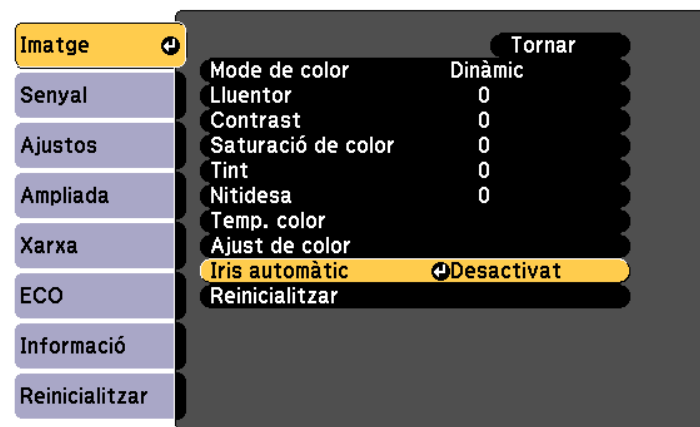 Imatge
Senyal
Ajustos
Ampliada
Xarxa
ECO
Informació
Reinicialitzar
Tornar
Mode de color Dinàmic
Lluentor 0
Contrast 0
Saturació de color 0
Tint 0
Nitidesa 0
Temp. color
Ajust de color
Iris automàtic Desactivat
Reinicialitzar